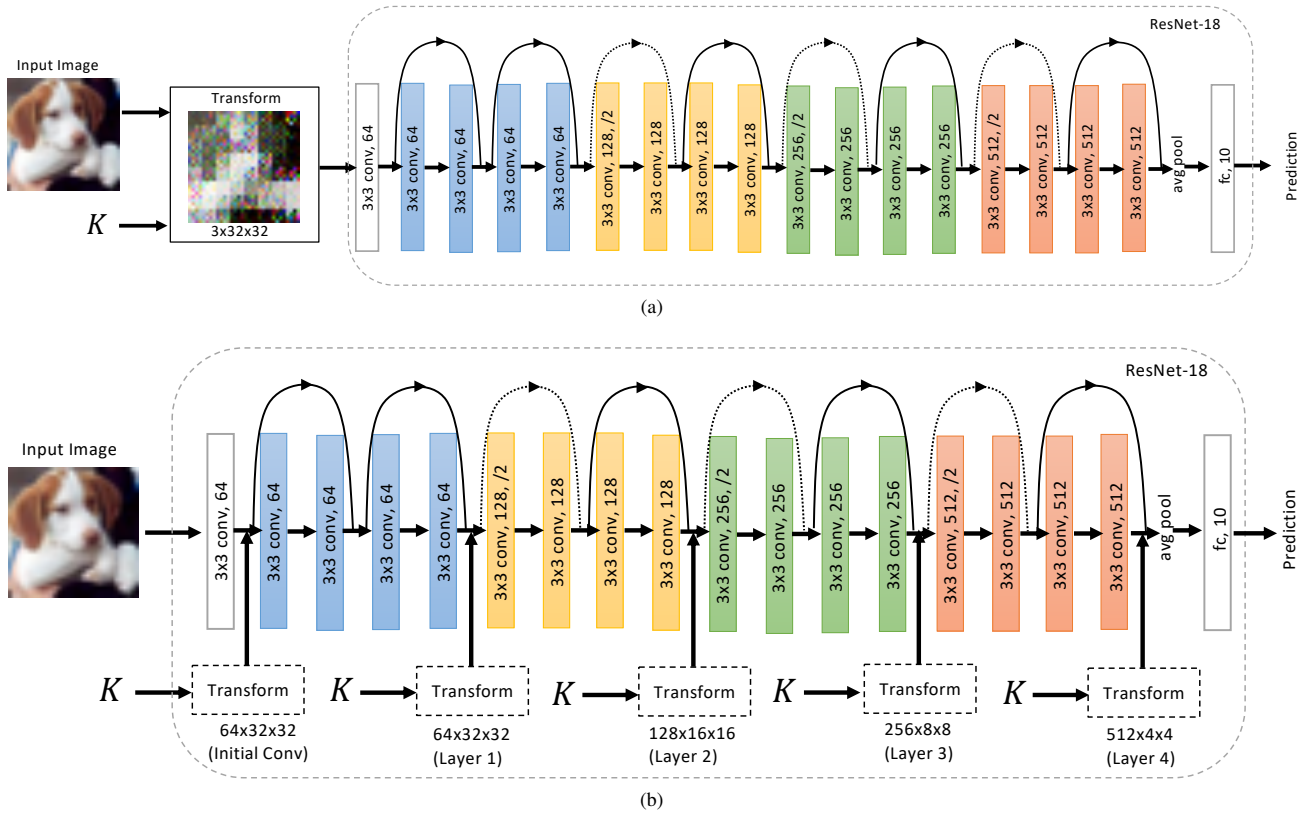 ResNet-18
Input Image
Transform
3x32x32
K
3x3 conv, 64
3x3 conv, 64
3x3 conv, 64
3x3 conv, 64
3x3 conv, 64
3x3 conv, 128, /2
3x3 conv, 128
3x3 conv, 128
3x3 conv, 128
3x3 conv, 256, /2
3x3 conv, 256
3x3 conv, 256
3x3 conv, 256
3x3 conv, 512, /2
3x3 conv, 512
3x3 conv, 512
3x3 conv, 512
avg pool
fc, 10
Prediction
(a)
ResNet-18
Input Image
3x3 conv, 64
3x3 conv, 64
3x3 conv, 64
3x3 conv, 64
3x3 conv, 64
3x3 conv, 128, /2
3x3 conv, 128
3x3 conv, 128
3x3 conv, 128
3x3 conv, 256, /2
3x3 conv, 256
3x3 conv, 256
3x3 conv, 256
3x3 conv, 512, /2
3x3 conv, 512
3x3 conv, 512
3x3 conv, 512
avg pool
fc, 10
Prediction
K
Transform
64x32x32
(Initial Conv)
K
Transform
64x32x32
(Layer 1)
K
Transform
128x16x16
(Layer 2)
K
Transform
256x8x8
(Layer 3)
K
Transform
512x4x4
(Layer 4)
(b)